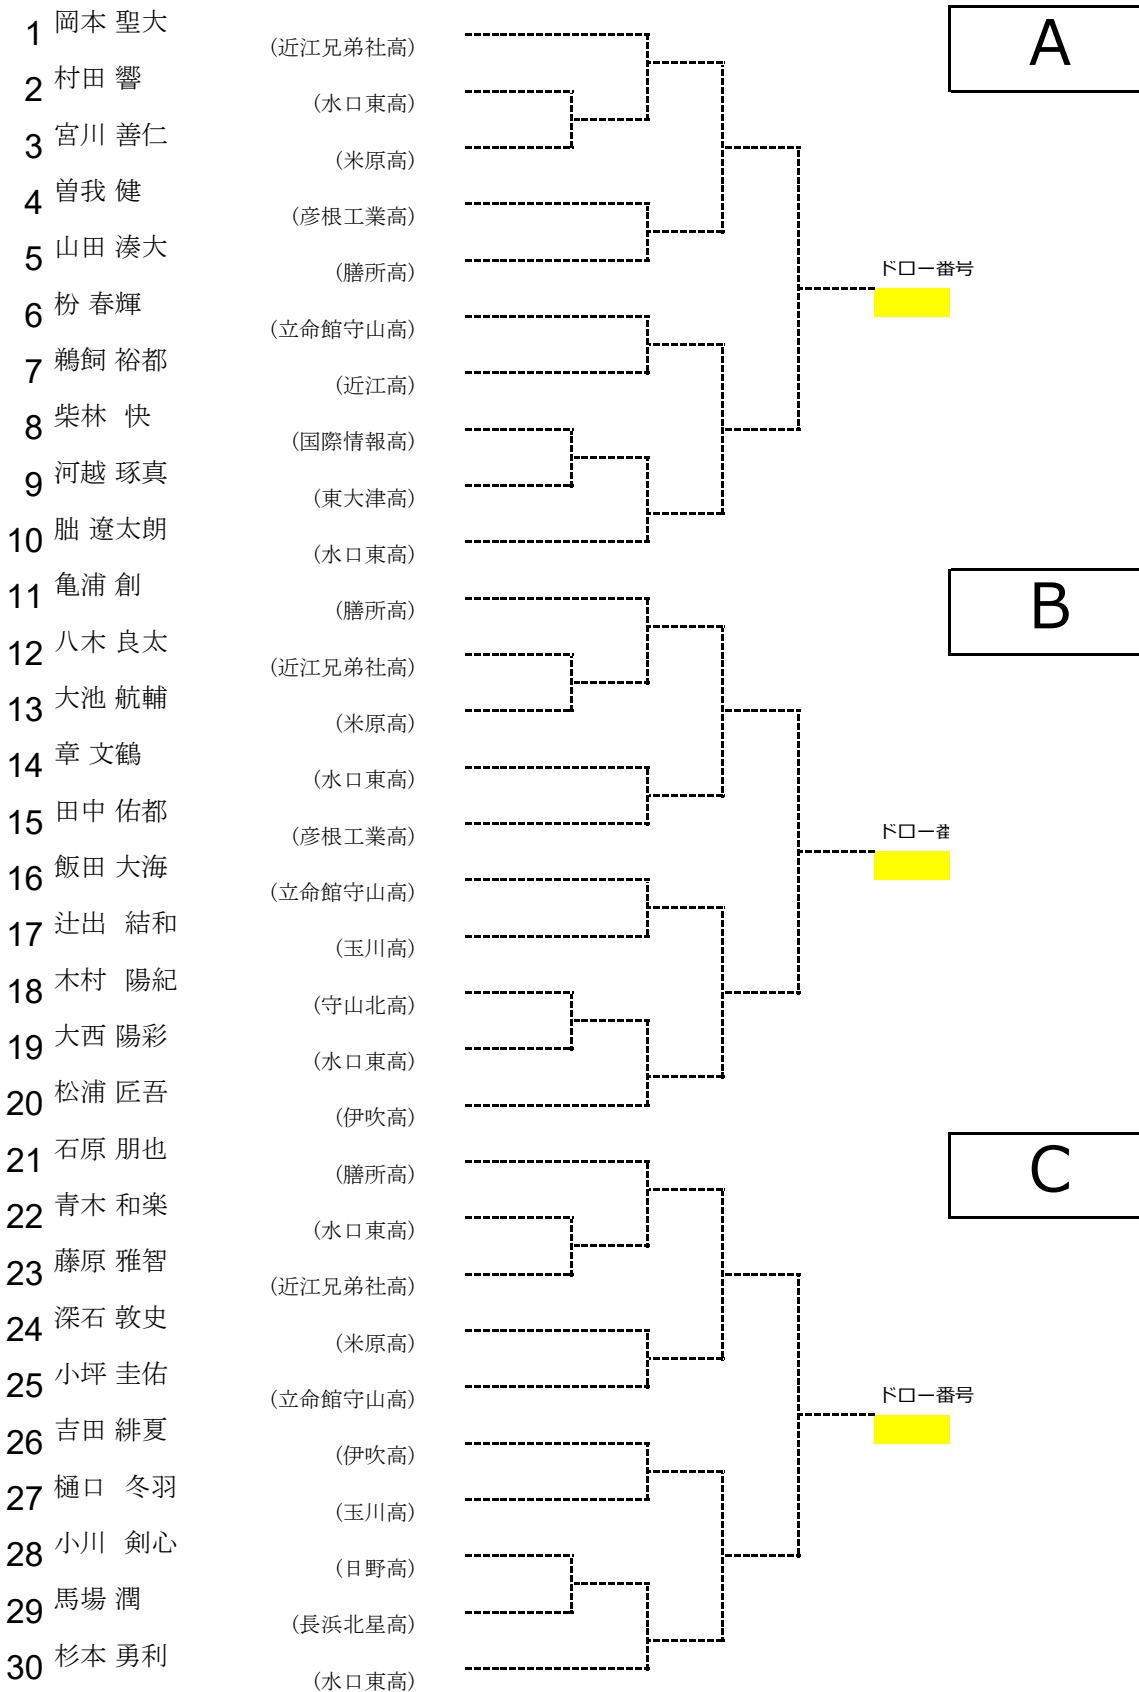 1 岡本 聖大 (近江兄弟社高)
A
2 村田 響 (水口東高)
3 宮川 善仁 (米原高)
4 曽我 健 (彦根工業高)
5 山田 湊大 (膳所高)
ドロー番号
6 枌 春輝 (立命館守山高)
7 鵜飼 裕都 (近江高)
8 柴林 快 (国際情報高)
9 河越 琢真 (東大津高)
10 朏 遼太朗 (水口東高)
11 亀浦 創 (膳所高)
B
12 八木 良太 (近江兄弟社高)
13 大池 航輔 (米原高)
14 章 文鶴 (水口東高)
15 田中 佑都 (彦根工業高)
ドロー
16 飯田 大海 (立命館守山高)
17 辻出 結和 (玉川高)
18 木村 陽紀 (守山北高)
19 大西 陽彩 (水口東高)
20 松浦 匠吾 (伊吹高)
21 石原 朋也 (膳所高)
C
22 青木 和楽 (水口東高)
23 藤原 雅智 (近江兄弟社高)
24 深石 敦史 (米原高)
25 小坪 圭佑 (立命館守山高)
ドロー番号
26 吉田 緋夏 (伊吹高)
27 樋口 冬羽 (玉川高)
28 小川 剣心 (日野高)
29 馬場 潤 (長浜北星高)
30 杉本 勇利 (水口東高)